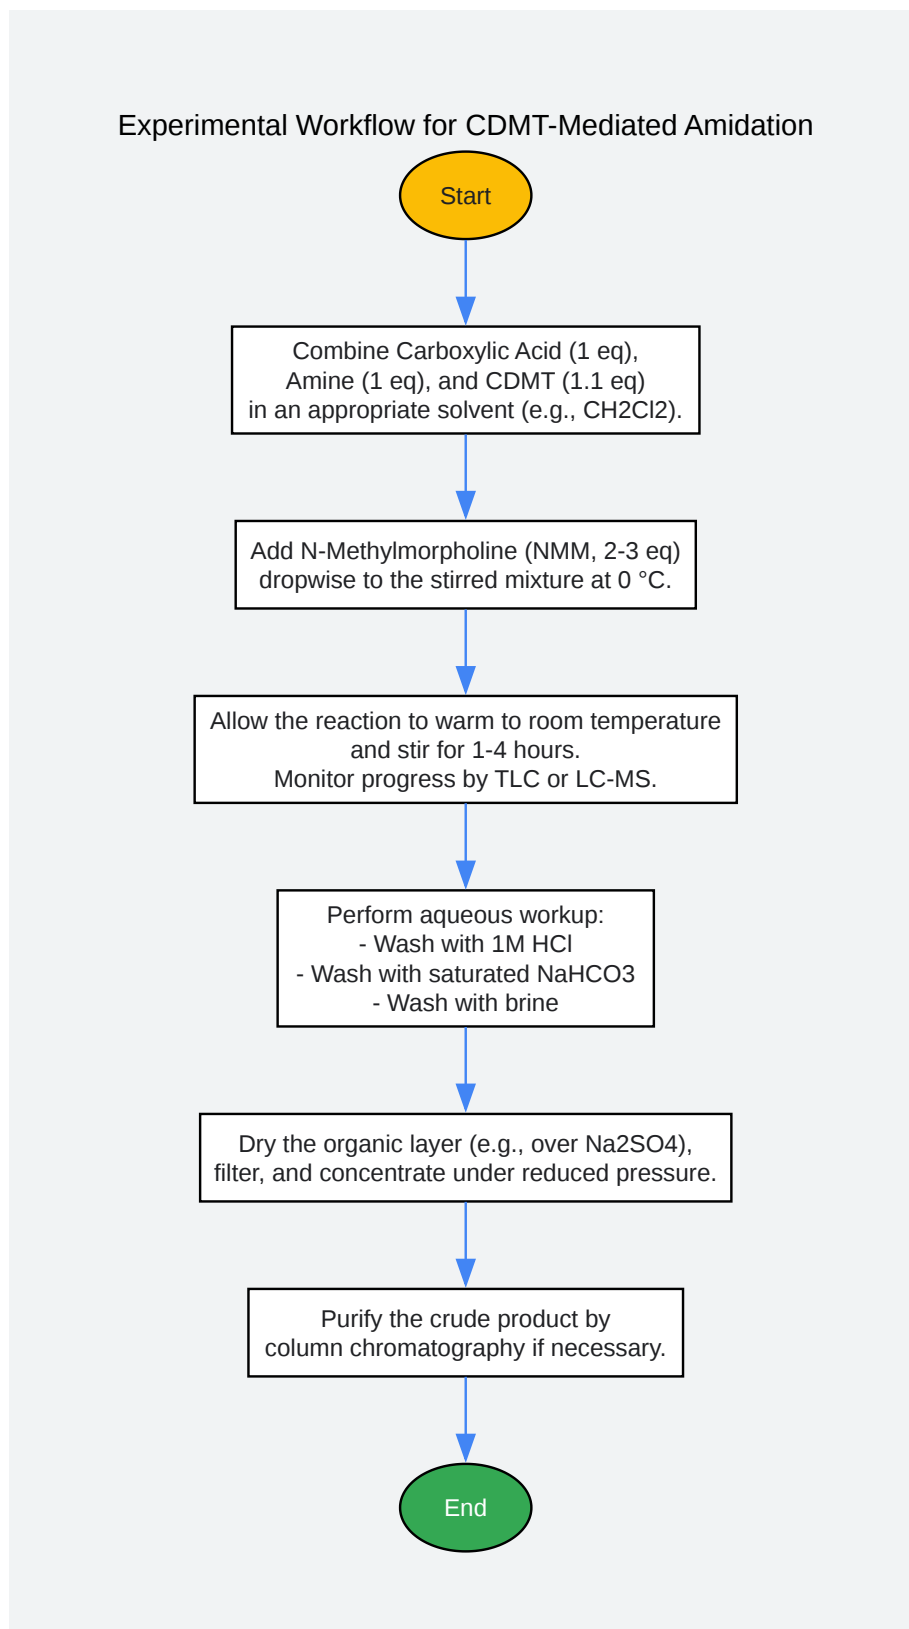 Experimental Workflow for CDMT-Mediated Amidation
Start
Combine Carboxylic Acid (1 eq),
Amine (1 eq), and CDMT (1.1 eq)
in an appropriate solvent (e.g., CH2Cl2).
Add N-Methylmorpholine (NMM, 2-3 eq)
dropwise to the stirred mixture at 0 °C.
Allow the reaction to warm to room temperature
and stir for 1-4 hours.
Monitor progress by TLC or LC-MS.
Perform aqueous workup:
- Wash with 1M HCl
- Wash with saturated NaHCO3
- Wash with brine
Dry the organic layer (e.g., over Na2SO4),
filter, and concentrate under reduced pressure.
Purify the crude product by
column chromatography if necessary.
End